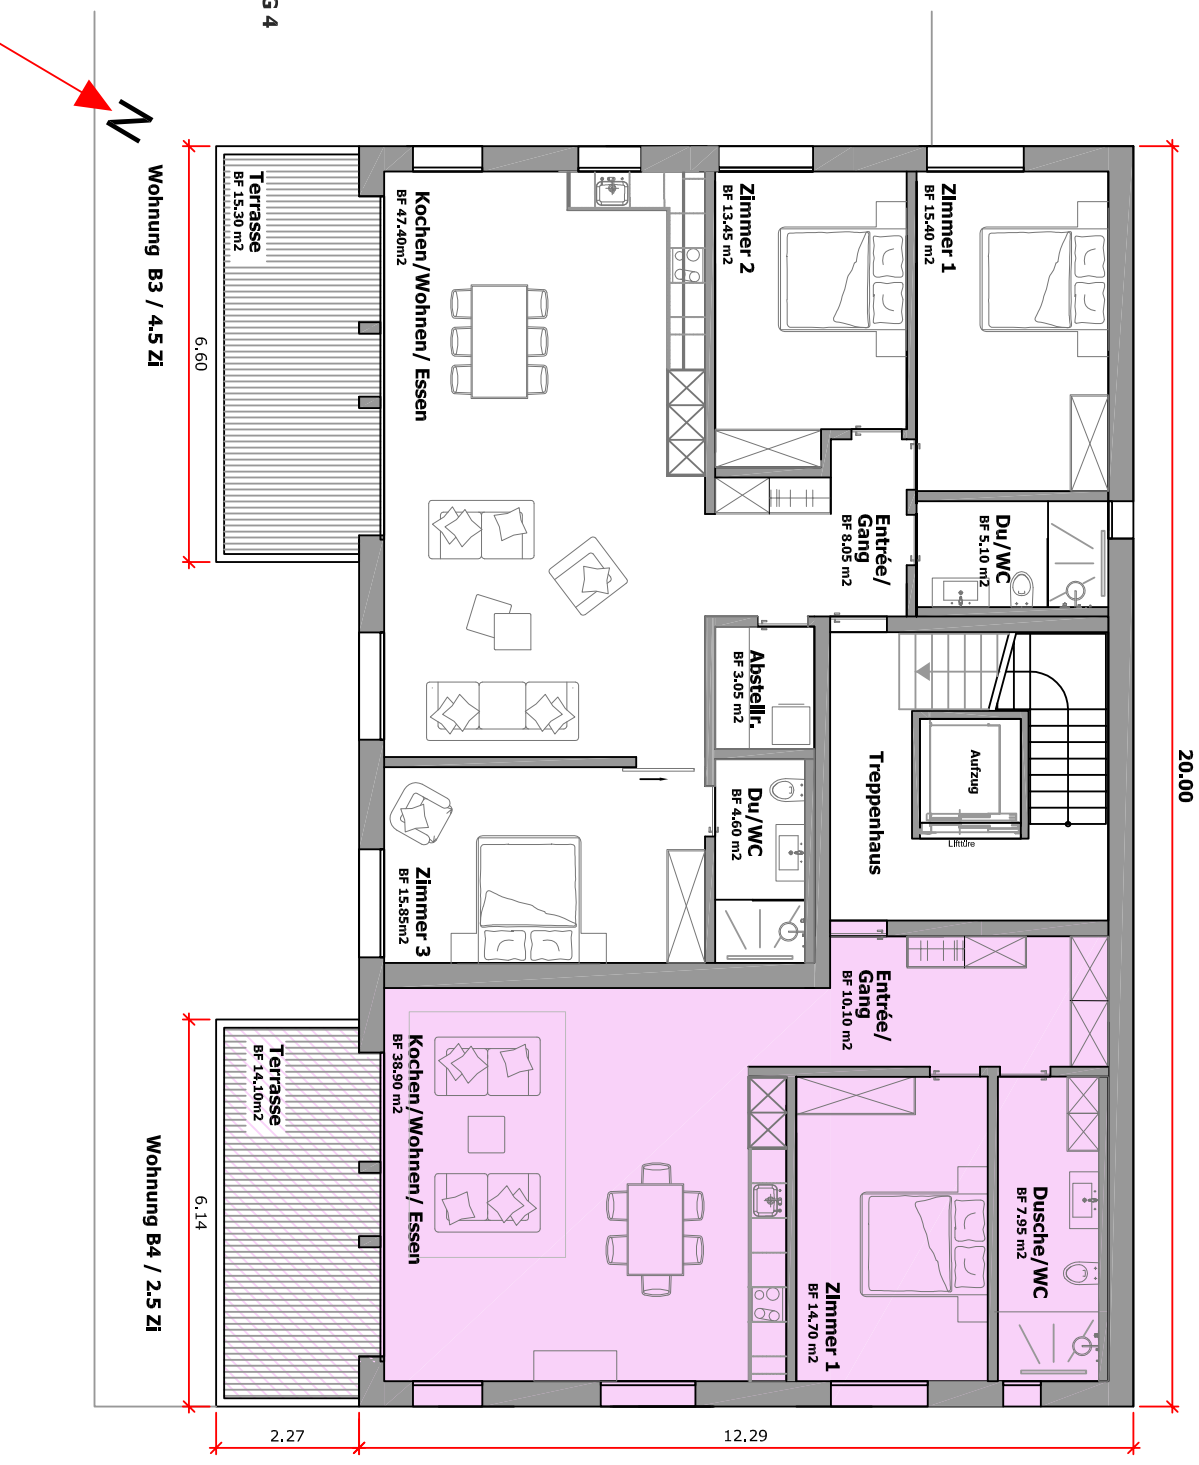 G 4
N
Wohnung B3 / 4.5 Zi
6.60
Terrasse
BF 15.30 m2
Kochen/Wohnen/ Essen
BF 47.40m2
Zimmer 2
BF 13.45 m2
Zimmer 1
BF 15.40 m2
Entrée/
Gang
BF 8.05 m2
Du/WC
BF 5.10 m2
Abstellr.
BF 3.05 m2
Treppenhaus
Aufzug
Lifttüre
20.00
Du/WC
BF 4.60 m2
Zimmer 3
BF 15.85m2
Entrée/
Gang
BF 10.10 m2
Kochen/Wohnen/ Essen
BF 38.90 m2
Terrasse
BF 14.10m2
Wohnung B4 / 2.5 Zi
6.14
Dusche/WC
BF 7.95 m2
Zimmer 1
BF 14.70 m2
2.27
12.29